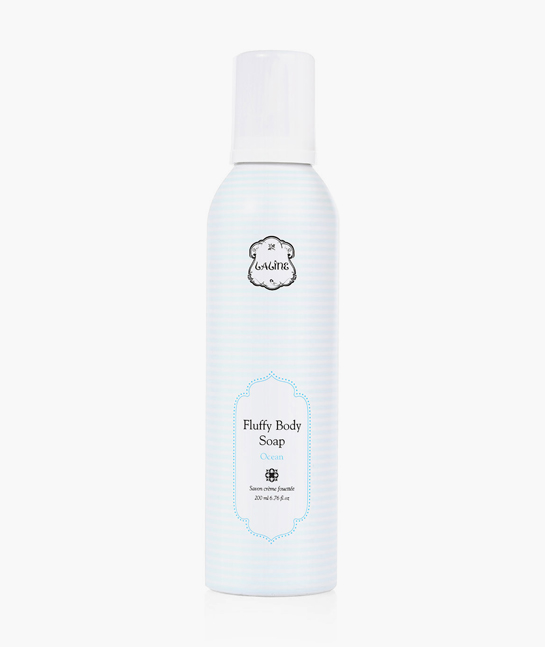 LALINE
Fluffy Body
Soap
Ocean
Savon crème fouettée
200 ml 6.76 fl.oz